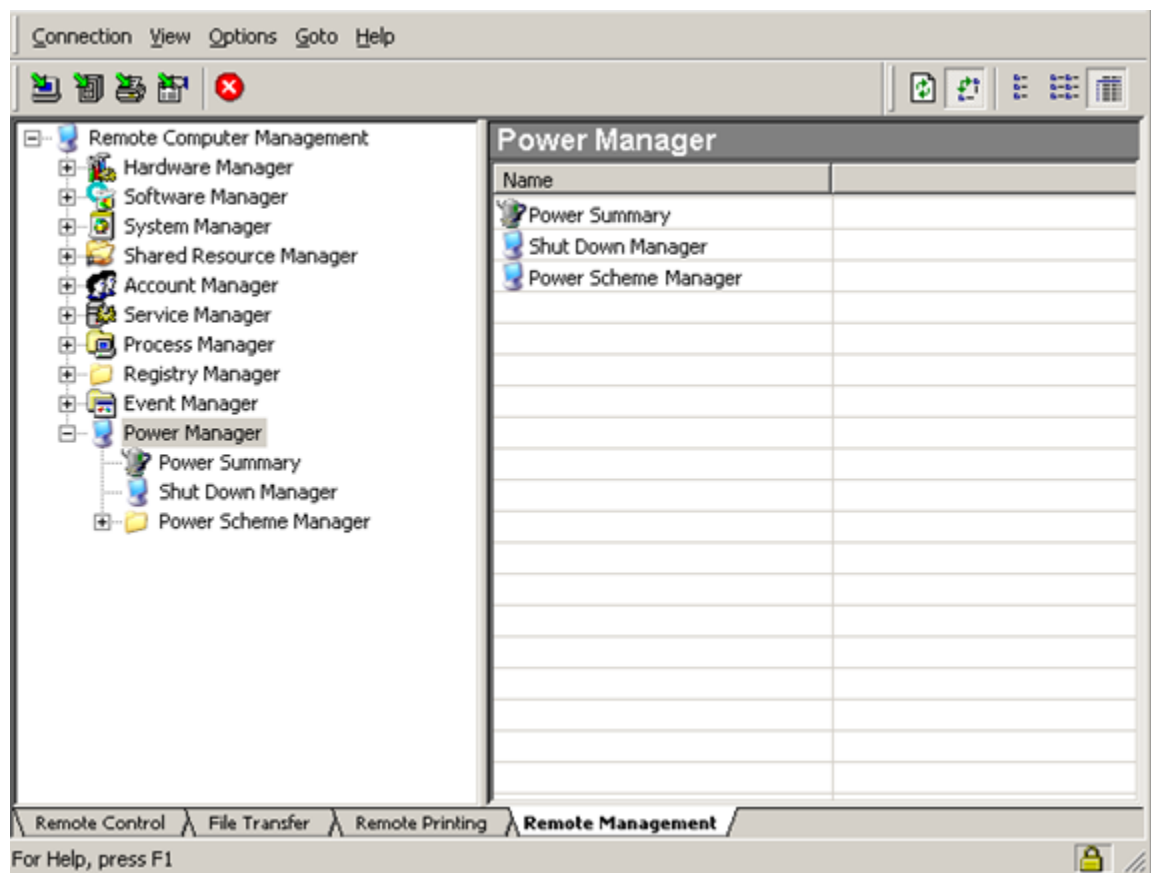 Connection View Options Goto Help
Remote Computer Management
Hardware Manager
Software Manager
System Manager
Shared Resource Manager
Account Manager
Service Manager
Process Manager
Registry Manager
Event Manager
Power Manager
Power Summary
Shut Down Manager
Power Scheme Manager
Power Manager
Name
Power Summary
Shut Down Manager
Power Scheme Manager
Remote Control File Transfer Remote Printing Remote Management
For Help, press F1